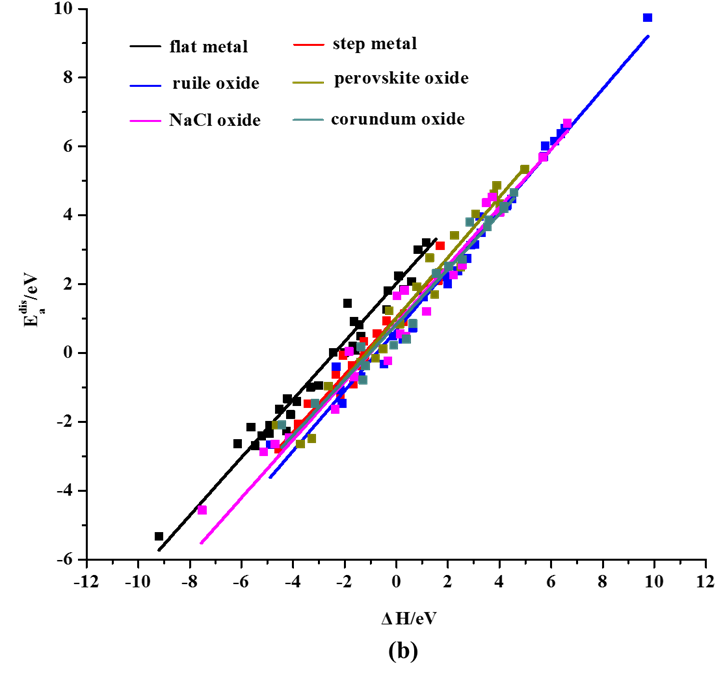 10
8
6
4
2
0
-2
-4
-6
-12 -10 -8 -6 -4 -2 0 2 4 6 8 10 12
E_a^dis/eV
flat metal step metal
ruile oxide perovskite oxide
NaCl oxide corundum oxide
Δ H/eV
(b)